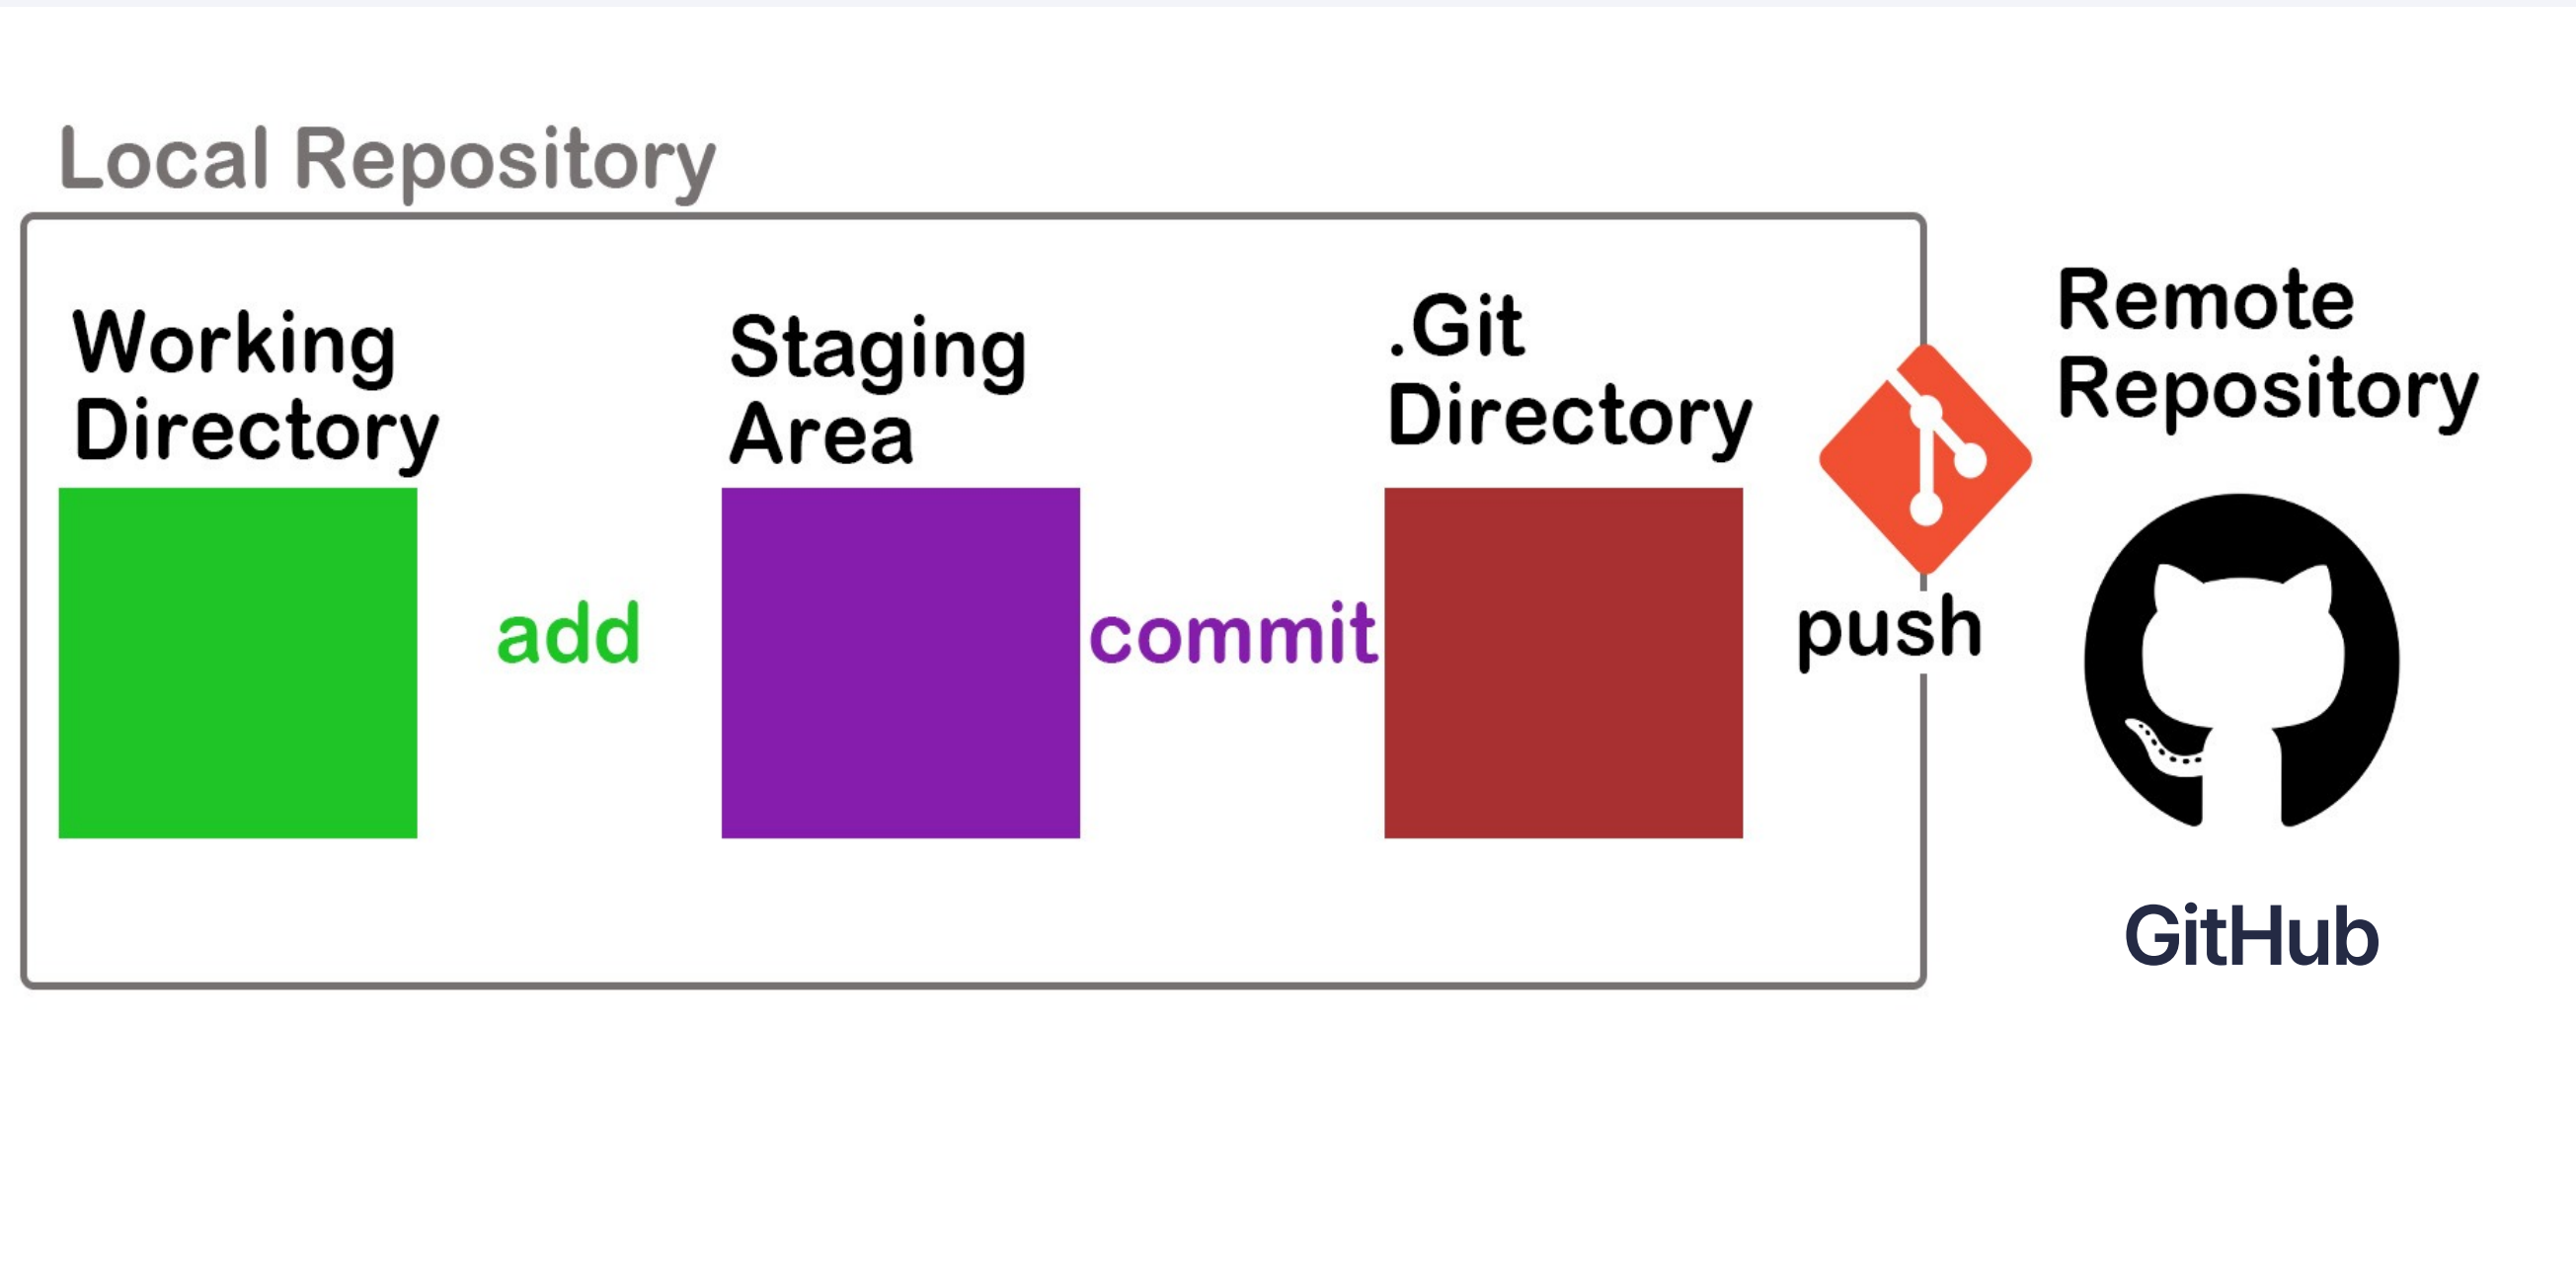 Local Repository
Working
Directory
Staging
Area
.Git
Directory
Remote
Repository
add
commit
push
GitHub